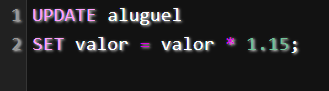 1 UPDATE aluguel
2 SET valor = valor * 1.15;